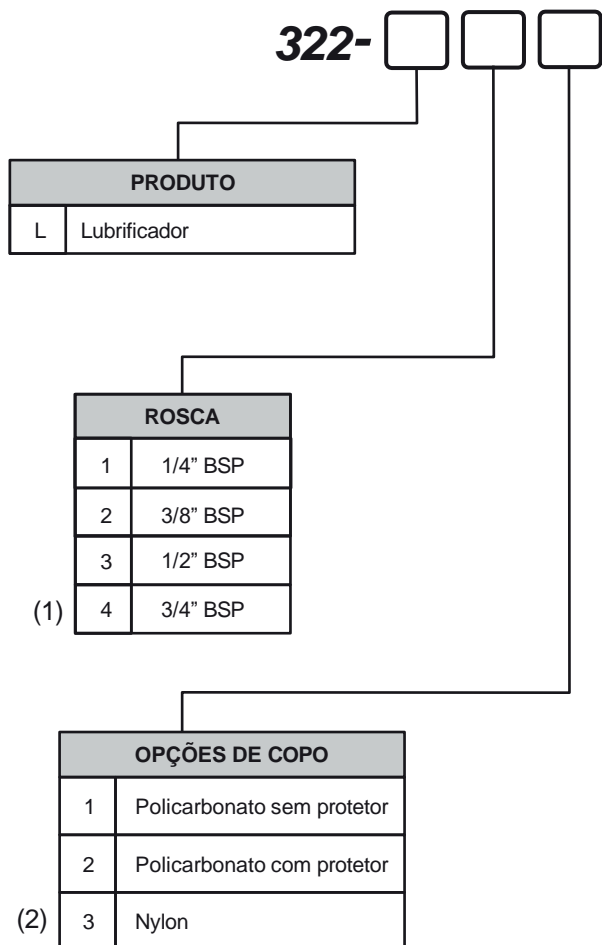 322-
PRODUTO
L Lubrificador
ROSCA
1 1/4” BSP
2 3/8” BSP
3 1/2” BSP
(1) 4 3/4” BSP
OPÇÕES DE COPO
1 Policarbonato sem protetor
2 Policarbonato com protetor
(2) 3 Nylon